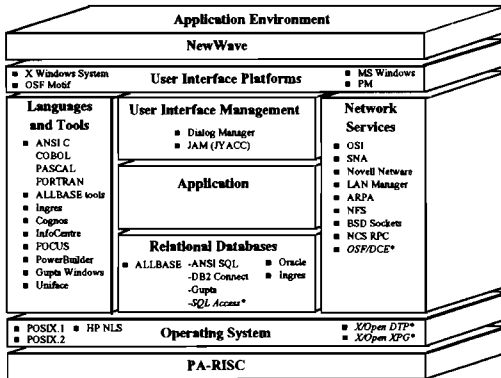 Application Environment
NewWave
User Interface Platforms
X Windows System
OSF Motif
MS Windows
PM
Languages
and Tools
ANSI C
COBOL
PASCAL
FORTRAN
ALLBASE tools
Ingres
Cognos
InfoCentre
FOCUS
PowerBuilder
Gupta Windows
Uniface
User Interface Management
Dialog Manager
JAM (JYACC)
Application
Relational Databases
ALLBASE -ANSI SQL
-DB2 Connect
-Gupta
-SQL Access*
Oracle
Ingres
Network
Services
OSI
SNA
Novell Netware
LAN Manager
ARPA
NFS
BSD Sockets
NCS RPC
OSF/DCE*
POSIX.1 HP NLS
POSIX.2
Operating System
X/Open DTP*
X/Open XPG*
PA-RISC